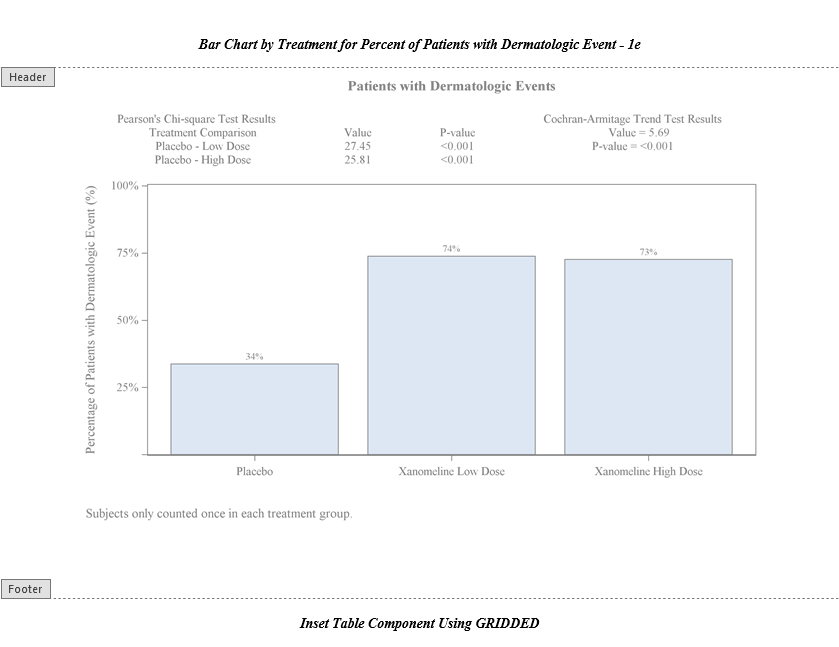 Bar Chart by Treatment for Percent of Patients with Dermatologic Event - 1e
Header
Patients with Dermatologic Events
Pearson's Chi-square Test Results
Treatment Comparison Value P-value
Placebo - Low Dose 27.45 <0.001
Placebo - High Dose 25.81 <0.001
Cochran-Armitage Trend Test Results
Value = 5.69
P-value = <0.001
Percentage of Patients with Dermatologic Event (%)
100%
75%
50%
25%
34%
74%
73%
Placebo
Xanomeline Low Dose
Xanomeline High Dose
Subjects only counted once in each treatment group.
Footer
Inset Table Component Using GRIDDED